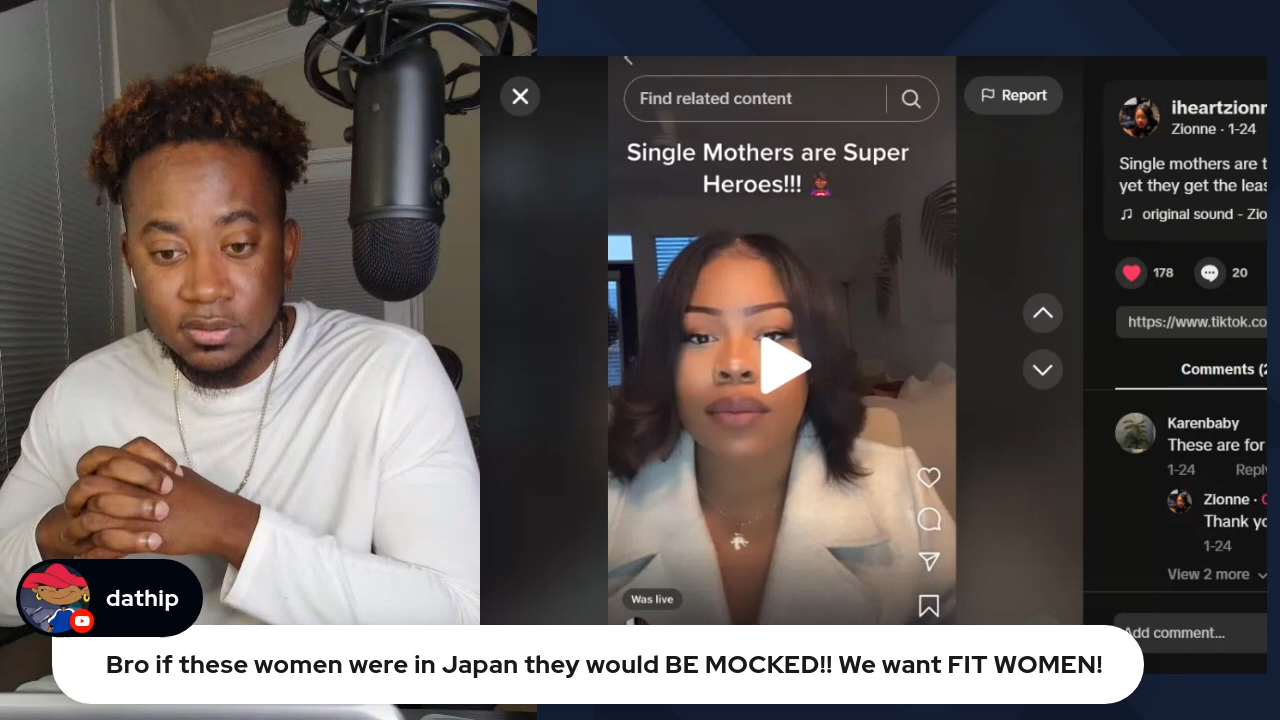 Find related content
Report
Single Mothers are Super
Heroes!!!
Was live
iheartzionn
Zionne · 1-24
Single mothers are t
yet they get the leas
original sound - Zio
178
20
https://www.tiktok.co
Comments (2
Karenbaby
These are for
1-24 Reply
Zionne ·
Thank yo
1-24
View 2 more
Add comment...
dathip
Bro if these women were in Japan they would BE MOCKED!! We want FIT WOMEN!